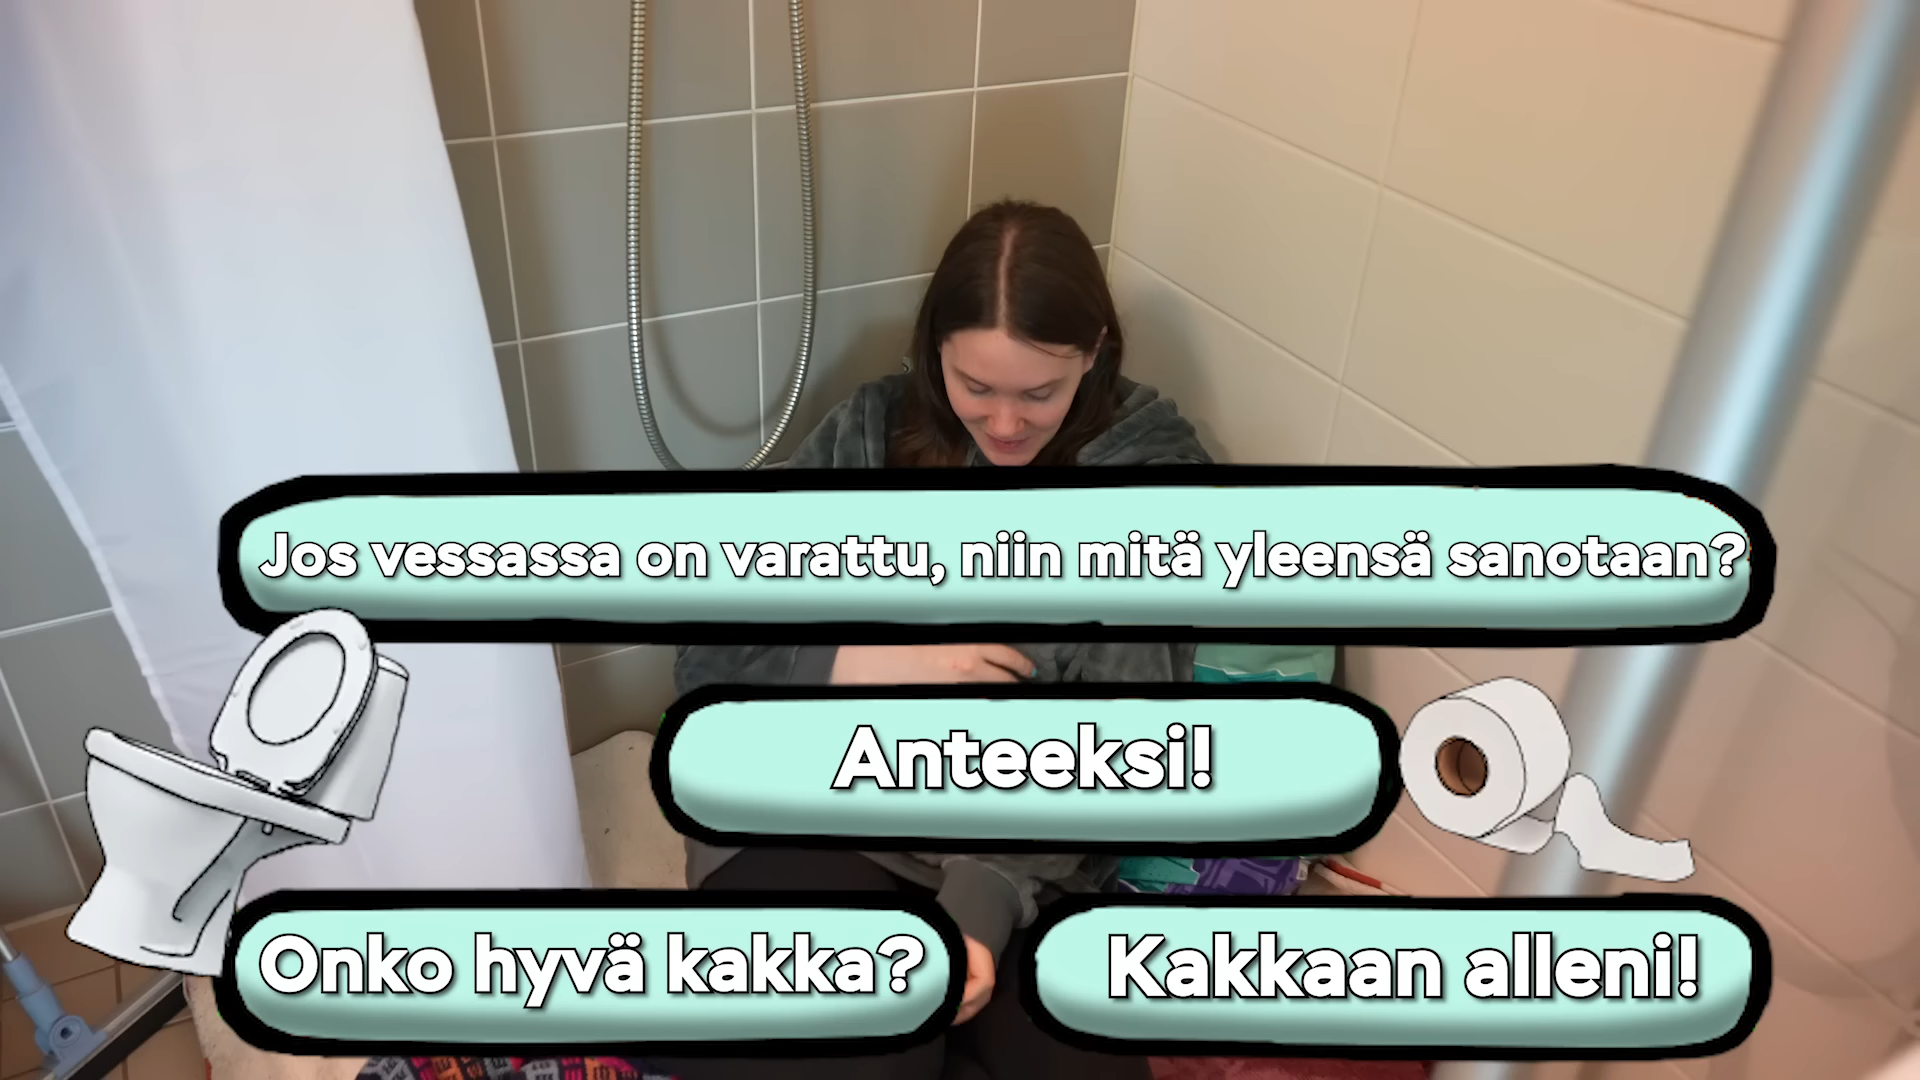 Jos vessassa on varattu, niin mitä yleensä sanotaan?
Anteeksi!
Onko hyvä kakka?
Kakkaan alleni!